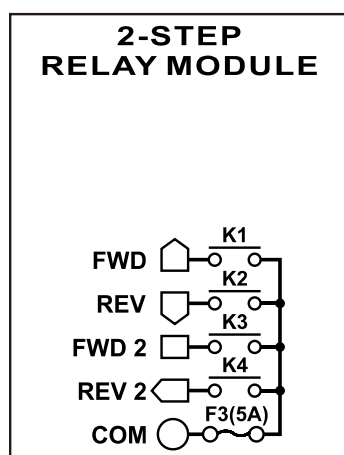 2-STEP
RELAY MODULE
K1
FWD
K2
REV
K3
FWD 2
K4
REV 2
F3(5A)
COM